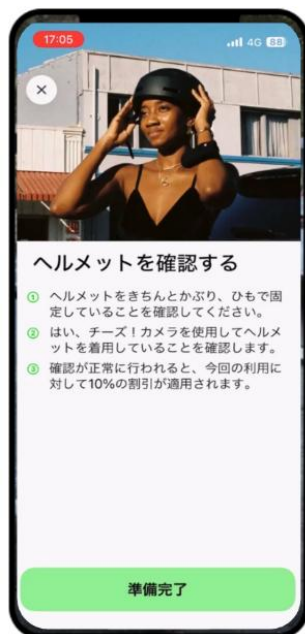 17:05
4G 88
ヘルメットを確認する
① ヘルメットをきちんとかぶり、ひもで固
定していることを確認してください。
② はい、チーズ！カメラを使用してヘルメ
ットを着用していることを確認します。
③ 確認が正常に行われると、今回の利用に
対して10%の割引が適用されます。
準備完了